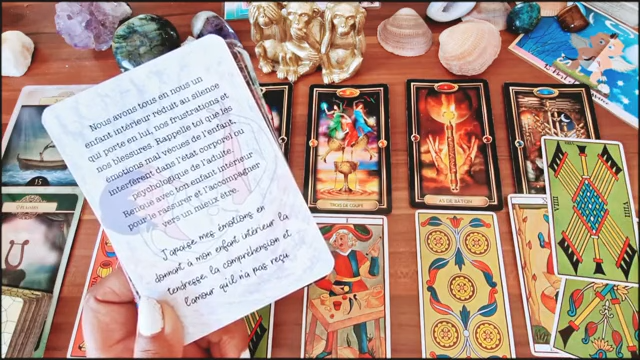 Nous avons tous en nous un
enfant intérieur réduit au silence
qui porte en lui, nos frustrations et
nos blessures. Rappelle toi que les
émotions mal vécues de l'enfant,
interfèrent dans l'état corporel ou
psychologique de l'adulte.
Renoue avec ton enfant intérieur
pour le rassurer et l'accompagner
vers un mieux être.
J'apaise mes émotions en
donnant à mon enfant intérieur la
tendresse, la compréhension et
l'amour qu'il n'a pas reçu.
TROIS DE COUPE
AS DE BATON
15
VIIII